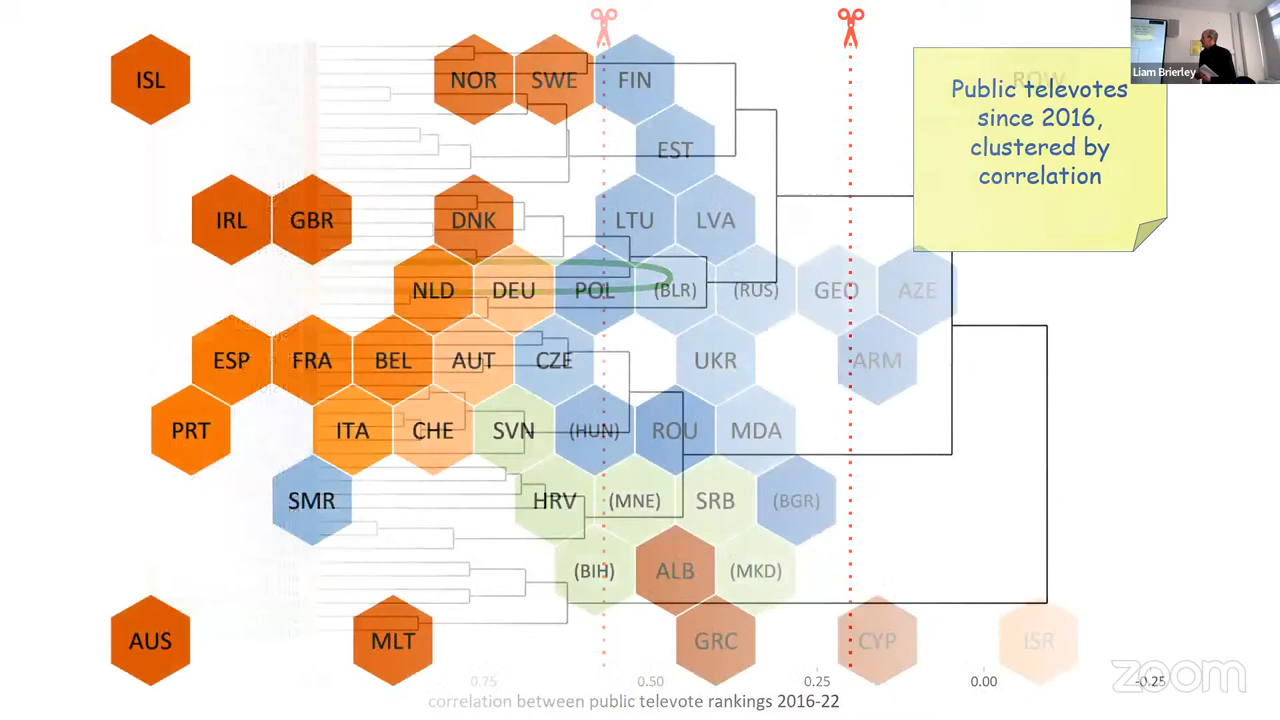 ISL
NOR
SWE
FIN
ROW
Liam Brierley
Public televotes
since 2016,
clustered by
correlation
EST
IRL
GBR
DNK
LTU
LVA
NLD
DEU
POL
(BLR)
(RUS)
GEO
AZE
ESP
FRA
BEL
AUT
CZE
UKR
ARM
PRT
ITA
CHE
SVN
(HUN)
ROU
MDA
SMR
HRV
(MNE)
SRB
(BGR)
(BIH)
ALB
(MKD)
AUS
MLT
GRC
CYP
ISR
0.75
0.50
0.25
0.00
-0.25
correlation between public televote rankings 2016-22
zoom